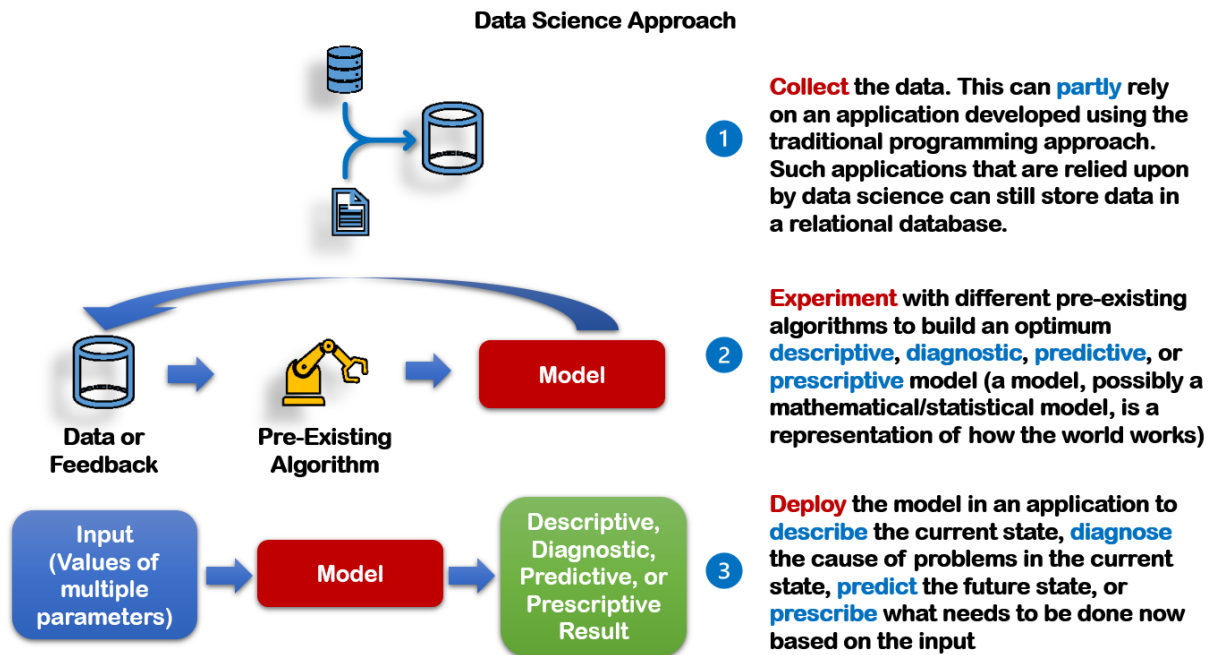 Data Science Approach
1
Collect the data. This can partly rely
on an application developed using the
traditional programming approach.
Such applications that are relied upon
by data science can still store data in
a relational database.
Data or
Feedback
Pre-Existing
Algorithm
Model
2
Experiment with different pre-existing
algorithms to build an optimum
descriptive, diagnostic, predictive, or
prescriptive model (a model, possibly a
mathematical/statistical model, is a
representation of how the world works)
Input
(Values of
multiple
parameters)
Model
Descriptive,
Diagnostic,
Predictive, or
Prescriptive
Result
3
Deploy the model in an application to
describe the current state, diagnose
the cause of problems in the current
state, predict the future state, or
prescribe what needs to be done now
based on the input